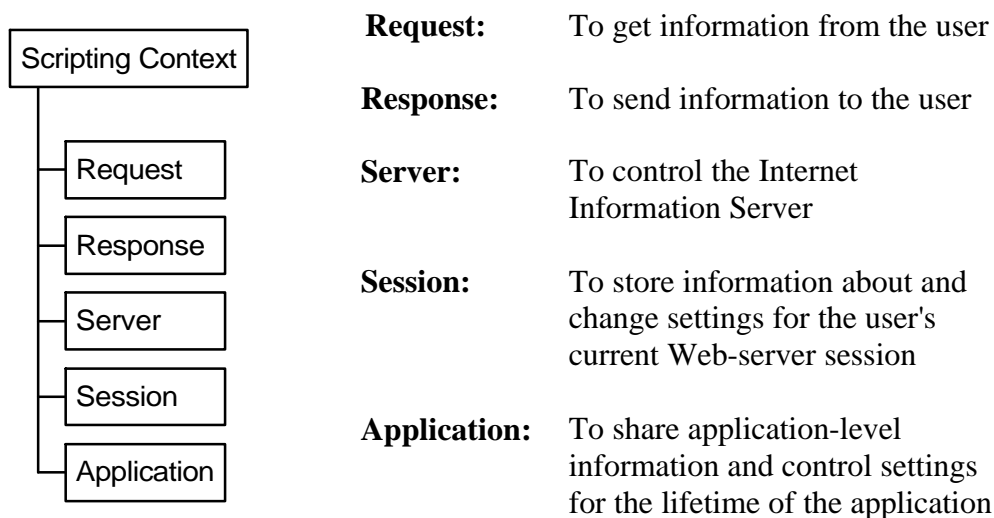 Scripting Context
Request
Response
Server
Session
Application
Request: To get information from the user
Response: To send information to the user
Server: To control the Internet
Information Server
Session: To store information about and
change settings for the user's
current Web-server session
Application: To share application-level
information and control settings
for the lifetime of the application